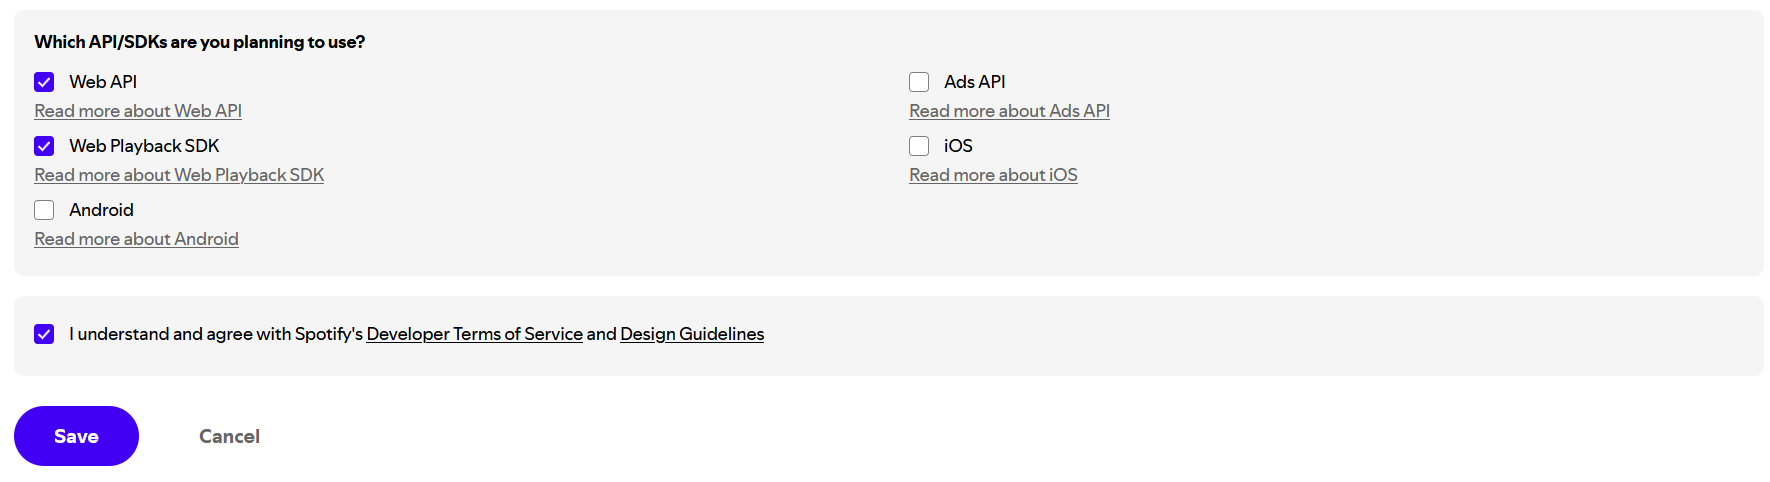 Which API/SDKs are you planning to use?
Web API
Read more about Web API
Ads API
Read more about Ads API
Web Playback SDK
Read more about Web Playback SDK
iOS
Read more about iOS
Android
Read more about Android
I understand and agree with Spotify's Developer Terms of Service and Design Guidelines
Save
Cancel